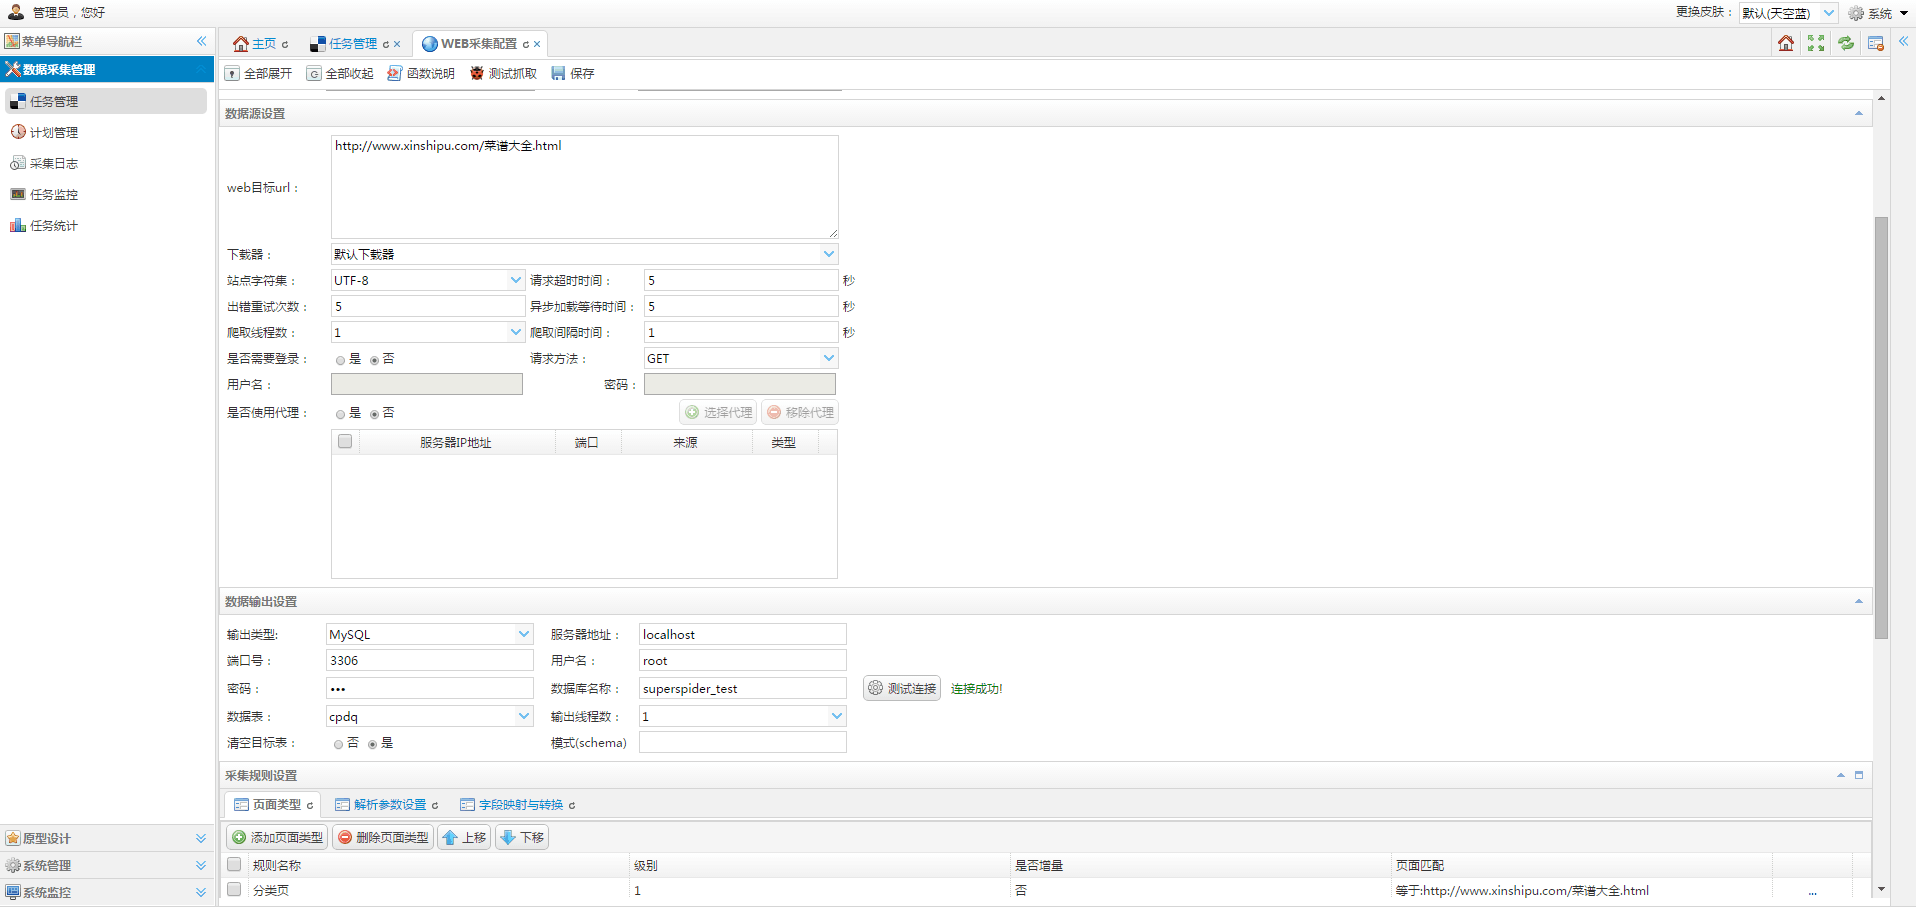 管理员，您好
更换皮肤： 默认(天空蓝) 系统
菜单导航栏
主页 任务管理 WEB采集配置
数据采集管理
全部展开 全部收起 函数说明 测试抓取 保存
任务管理
计划管理
采集日志
任务监控
任务统计
数据源设置
web目标url： http://www.xinshipu.com/菜谱大全.html
下载器： 默认下载器
站点字符集： UTF-8 请求超时时间： 5 秒
出错重试次数： 5 异步加载等待时间： 5 秒
爬取线程数： 1 爬取间隔时间： 1 秒
是否需要登录： 是 否 请求方法： GET
用户名： 密码：
是否使用代理： 是 否 选择代理 移除代理
服务器IP地址 端口 来源 类型
数据输出设置
输出类型: MySQL 服务器地址： localhost
端口号： 3306 用户名： root
密码： ••• 数据库名称： superspider_test 测试连接 连接成功!
数据表： cpdq 输出线程数： 1
清空目标表： 否 是 模式(schema)
采集规则设置
页面类型 解析参数设置 字段映射与转换
添加页面类型 删除页面类型 上移 下移
规则名称 级别 是否增量 页面匹配
分类页 1 否 等于:http://www.xinshipu.com/菜谱大全.html ...
原型设计
系统管理
系统监控